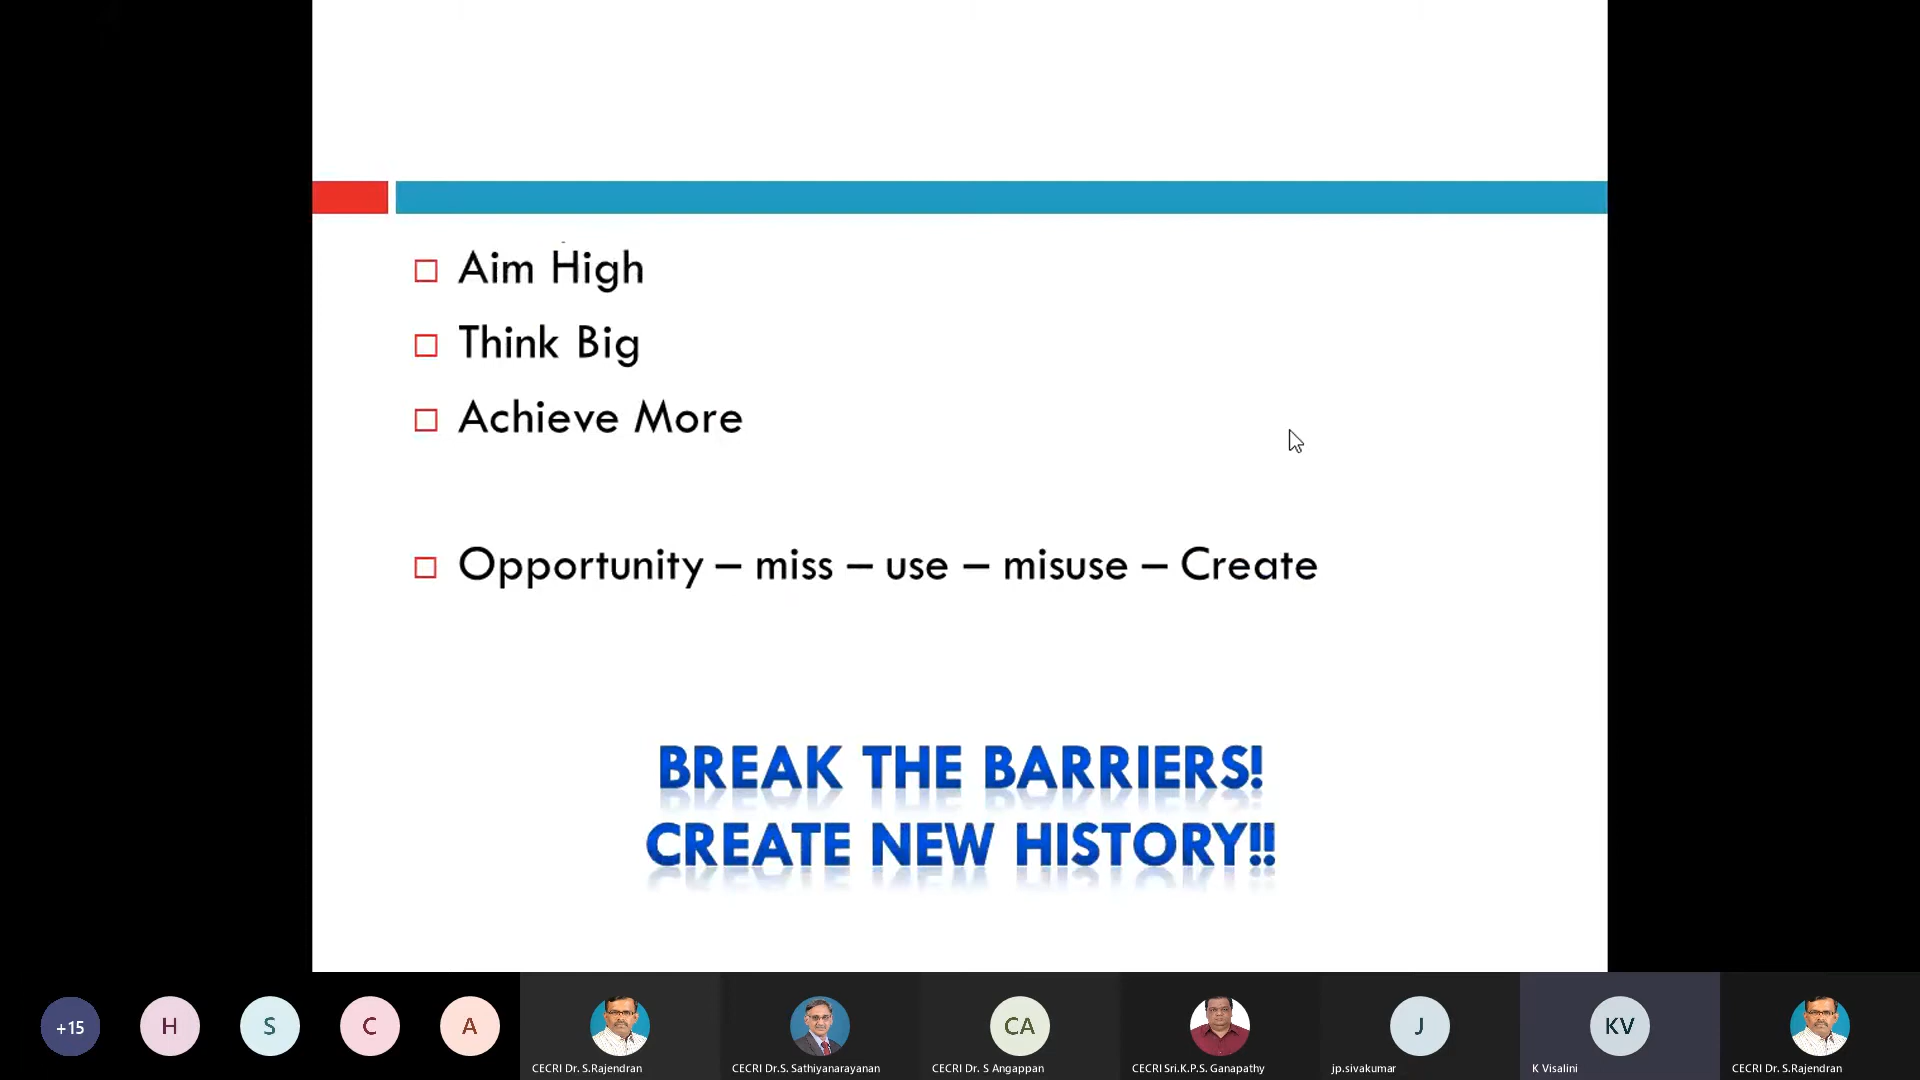 Aim High
Think Big
Achieve More
Opportunity – miss – use – misuse – Create
BREAK THE BARRIERS!
CREATE NEW HISTORY!!
+15
H
S
C
A
CA
J
KV
CECRI Dr. S.Rajendran
CECRI Dr.S. Sathiyanarayanan
CECRI Dr. S Angappan
CECRI Sri.K.P.S. Ganapathy
jp.sivakumar
K Visalini
CECRI Dr. S.Rajendran